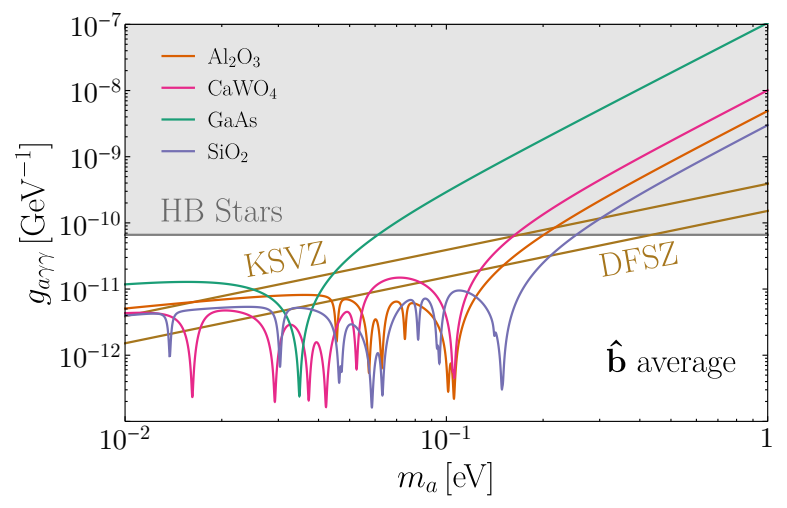 10⁻⁷
10⁻⁸
10⁻⁹
10⁻¹⁰
10⁻¹¹
10⁻¹²
g_{aγγ} [GeV⁻¹]
Al₂O₃
CaWO₄
GaAs
SiO₂
HB Stars
KSVZ
DFSZ
b̂ average
10⁻² 10⁻¹ 1
mₐ [eV]